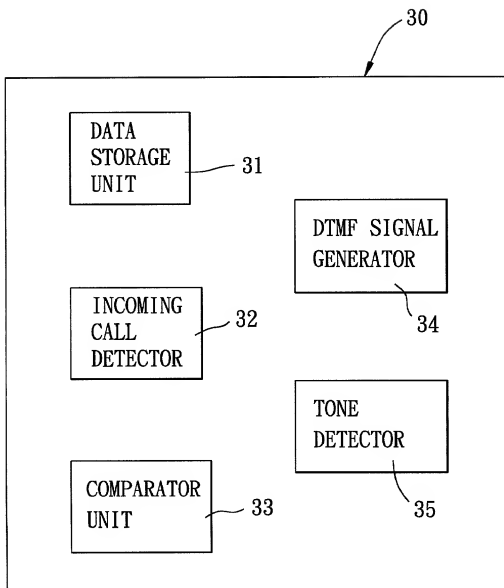 30
DATA
STORAGE
UNIT
31
DTMF SIGNAL
GENERATOR
34
INCOMING
CALL
DETECTOR
32
TONE
DETECTOR
35
COMPARATOR
UNIT
33